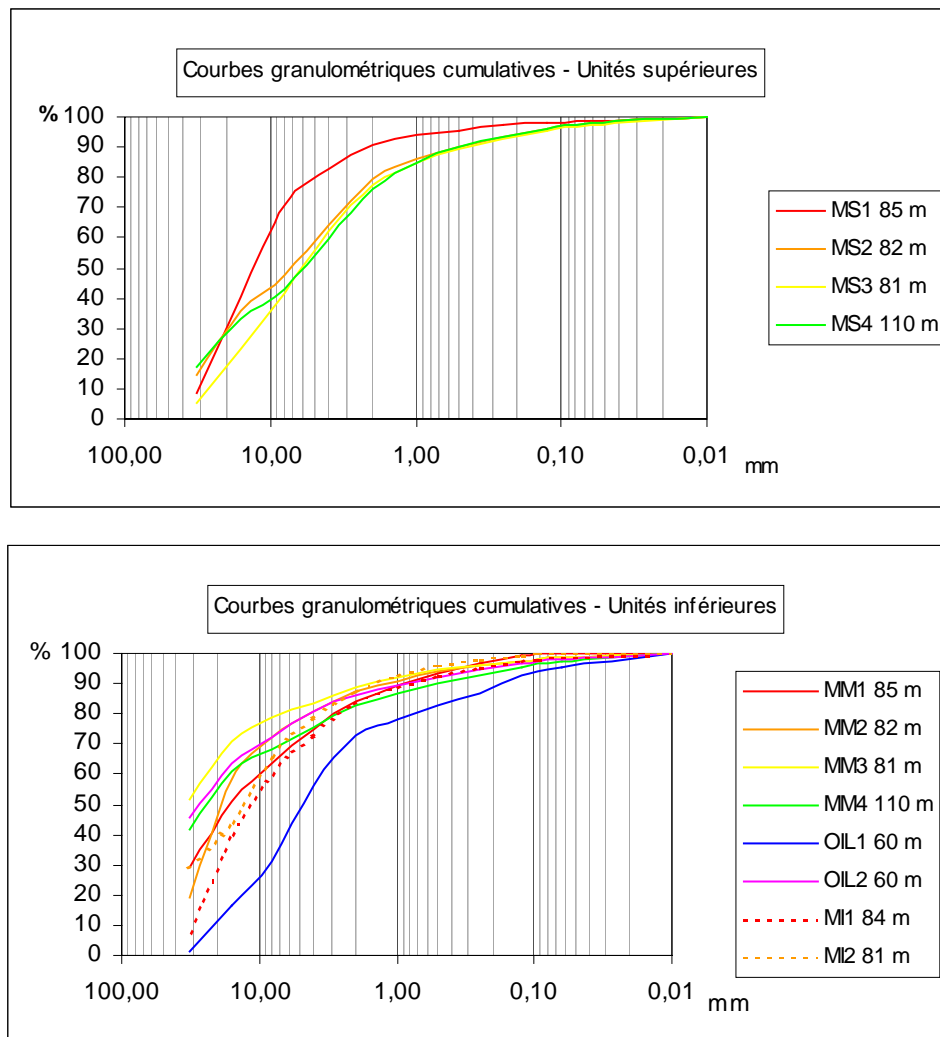 Courbes granulométriques cumulatives - Unités supérieures
% 100
90
80
70
60
50
40
30
20
10
0
100,00 10,00 1,00 0,10 0,01 mm
MS1 85 m
MS2 82 m
MS3 81 m
MS4 110 m
Courbes granulométriques cumulatives - Unités inférieures
% 100
90
80
70
60
50
40
30
20
10
0
100,00 10,00 1,00 0,10 0,01 mm
MM1 85 m
MM2 82 m
MM3 81 m
MM4 110 m
OIL1 60 m
OIL2 60 m
MI1 84 m
MI2 81 m